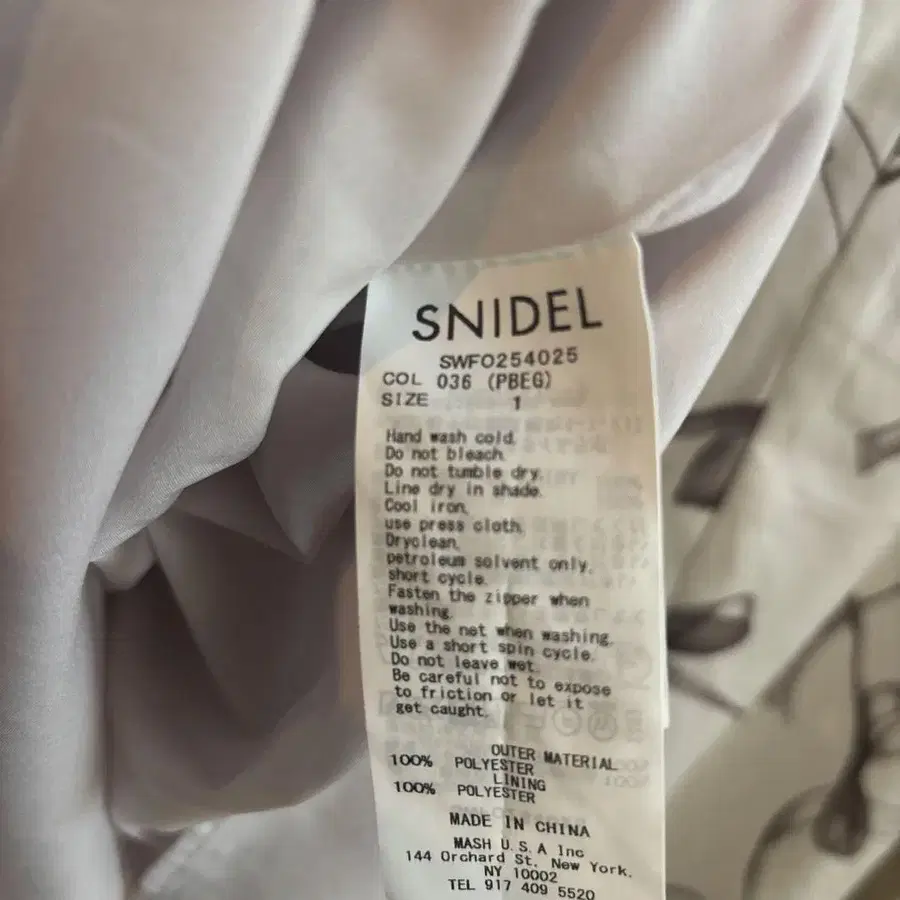 SNIDEL
SWFO254025
COL 036 (PBEG)
SIZE 1
Hand wash cold.
Do not bleach.
Do not tumble dry.
Line dry in shade.
Cool iron,
use press cloth.
Dryclean,
petroleum solvent only,
short cycle.
Fasten the zipper when
washing.
Use the net when washing.
Use a short spin cycle.
Do not leave wet.
Be careful not to expose
to friction or let it
get caught.
OUTER MATERIAL
100% POLYESTER
LINING
100% POLYESTER
MADE IN CHINA
MASH U.S.A Inc
144 Orchard St. New York.
NY 10002
TEL 917 409 5520